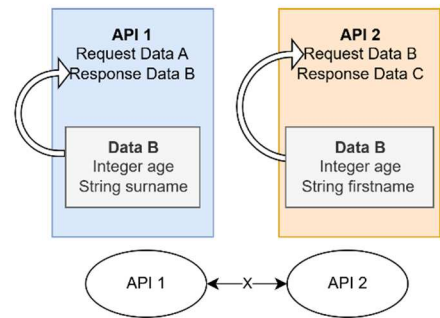 API 1
Request Data A
Response Data B
Data B
Integer age
String surname
API 2
Request Data B
Response Data C
Data B
Integer age
String firstname
API 1
X
API 2